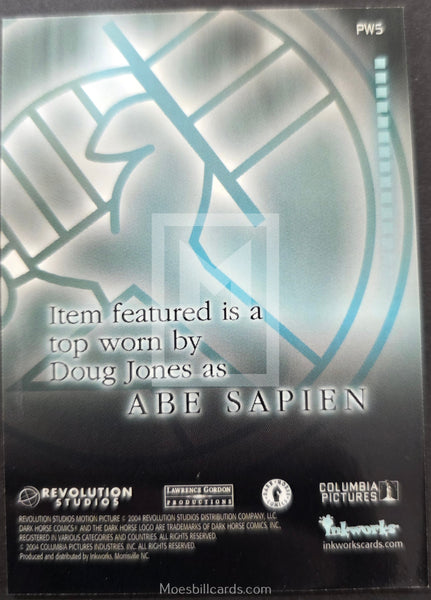 PW5
Item featured is a
top worn by
Doug Jones as
ABE SAPIEN
REVOLUTION
STUDIOS
LAWRENCE GORDON
PRODUCTIONS
COLUMBIA
PICTURES
REVOLUTION STUDIOS MOTION PICTURE © 2004 REVOLUTION STUDIOS DISTRIBUTION COMPANY, LLC.
DARK HORSE COMICS® AND THE DARK HORSE LOGO ARE TRADEMARKS OF DARK HORSE COMICS, INC.
REGISTERED IN VARIOUS CATEGORIES AND COUNTRIES. ALL RIGHTS RESERVED.
© 2004 COLUMBIA PICTURES INDUSTRIES, INC. ALL RIGHTS RESERVED.
Produced and distributed by Inkworks. Morrisville NC.
inkworks
inkworkscards.com
Moesbillcards.com